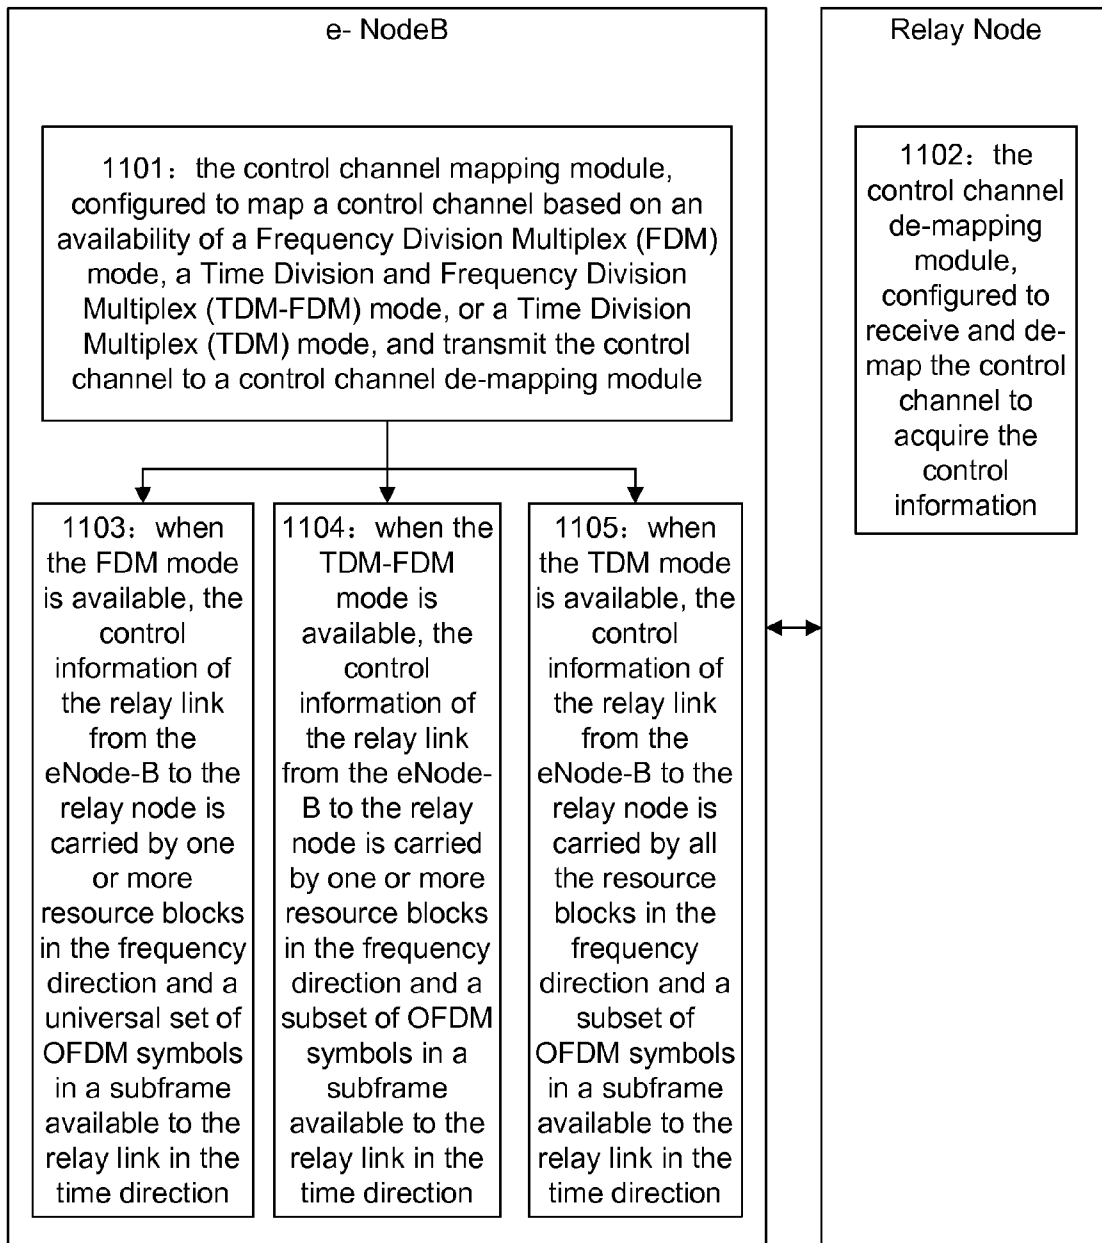 e- NodeB
1101：the control channel mapping module,
configured to map a control channel based on an
availability of a Frequency Division Multiplex (FDM)
mode, a Time Division and Frequency Division
Multiplex (TDM-FDM) mode, or a Time Division
Multiplex (TDM) mode, and transmit the control
channel to a control channel de-mapping module
1103：when
the FDM mode
is available, the
control
information of
the relay link
from the
eNode-B to the
relay node is
carried by one
or more
resource blocks
in the frequency
direction and a
universal set of
OFDM symbols
in a subframe
available to the
relay link in the
time direction
1104：when the
TDM-FDM
mode is
available, the
control
information of
the relay link
from the eNode-
B to the relay
node is carried
by one or more
resource blocks
in the frequency
direction and a
subset of OFDM
symbols in a
subframe
available to the
relay link in the
time direction
1105：when
the TDM mode
is available, the
control
information of
the relay link
from the
eNode-B to the
relay node is
carried by all
the resource
blocks in the
frequency
direction and a
subset of
OFDM symbols
in a subframe
available to the
relay link in the
time direction
Relay Node
1102：the
control channel
de-mapping
module,
configured to
receive and de-
map the control
channel to
acquire the
control
information